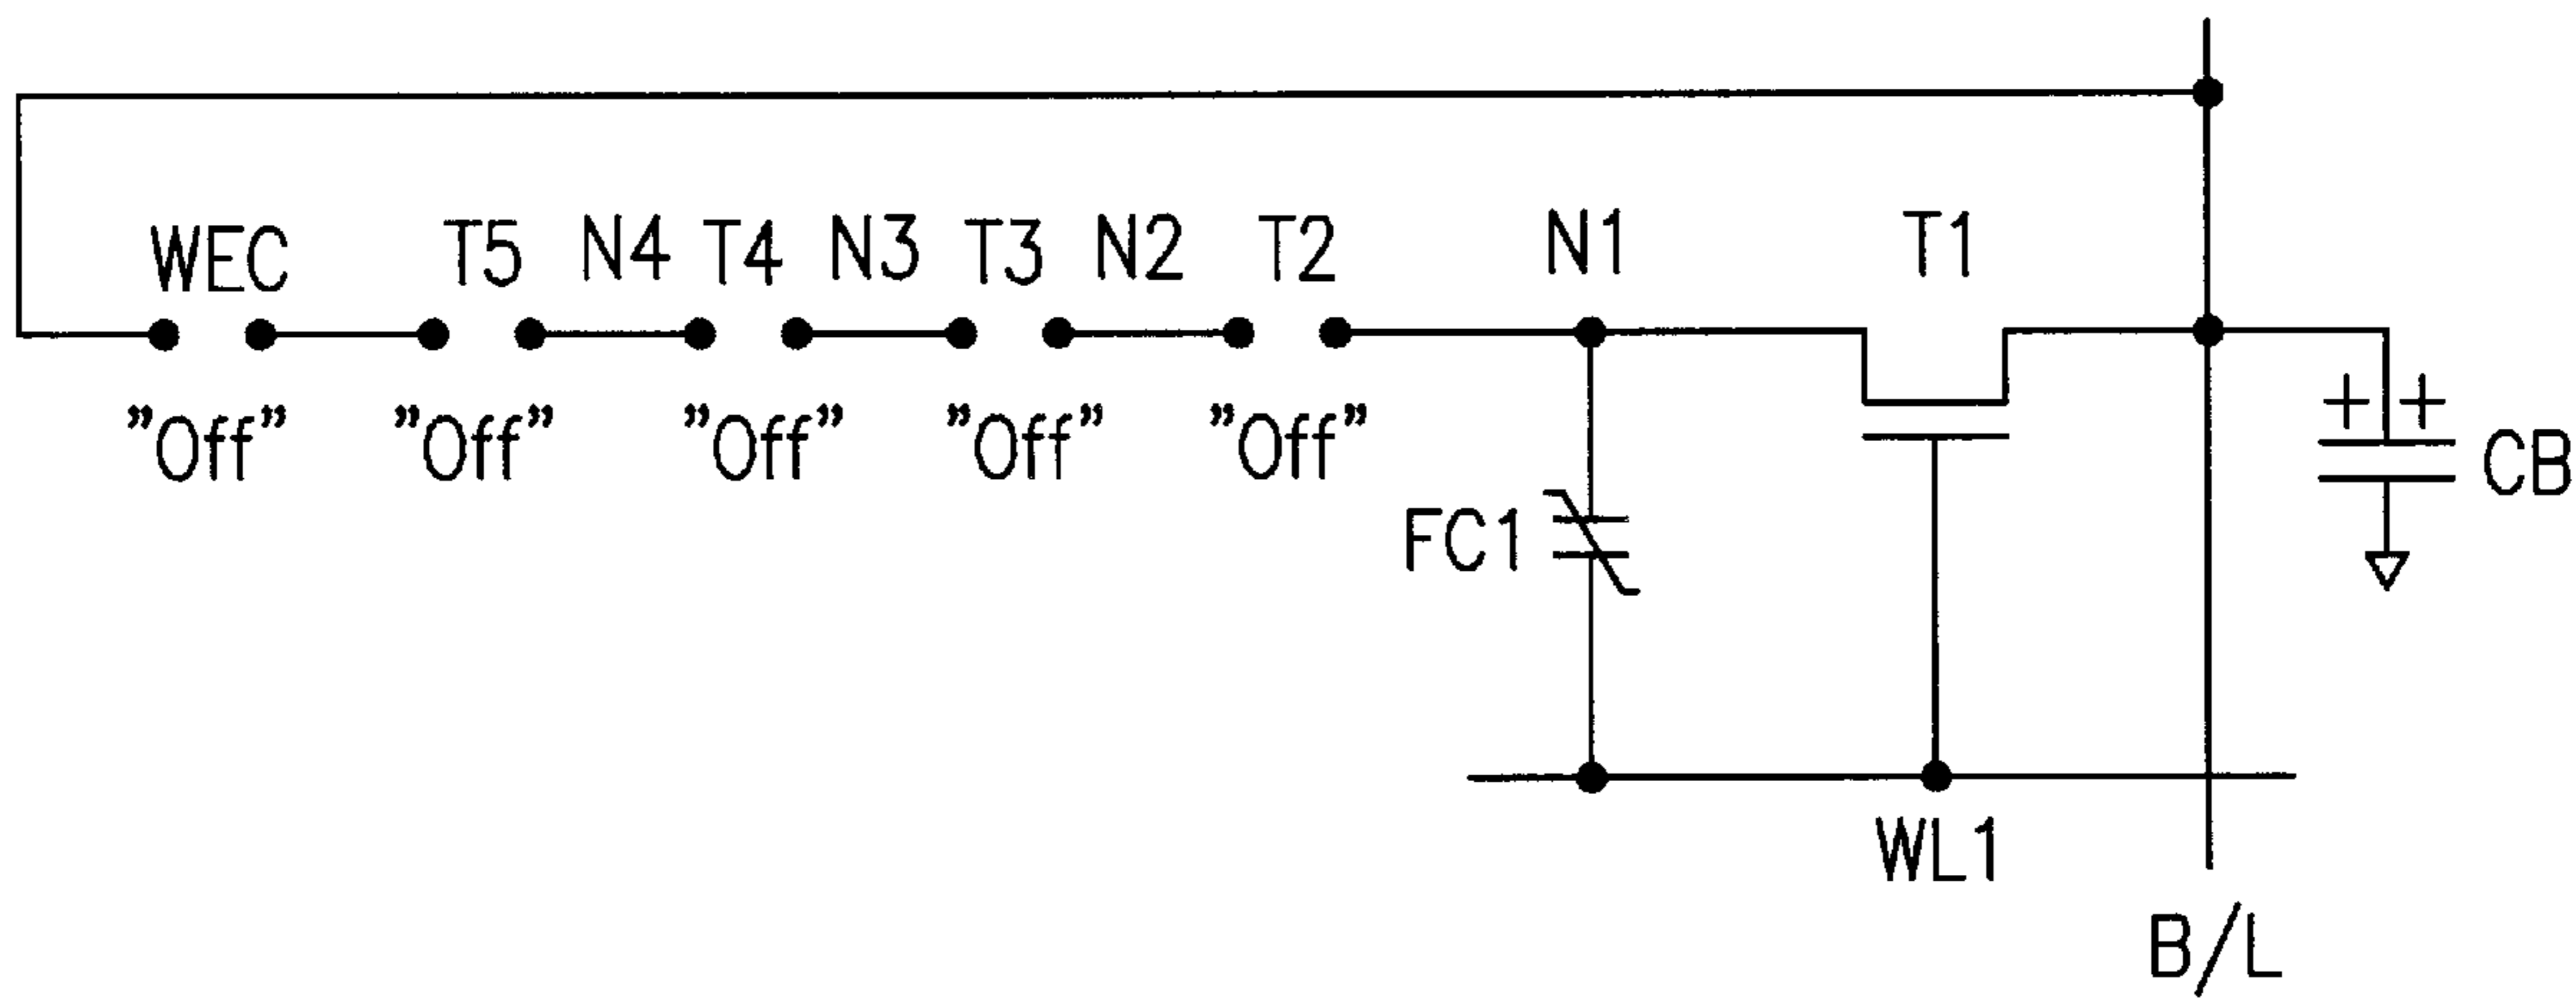 WEC T5 N4 T4 N3 T3 N2 T2 N1 T1
"Off" "Off" "Off" "Off" "Off"
+ +
CB
FC1
WL1
B/L